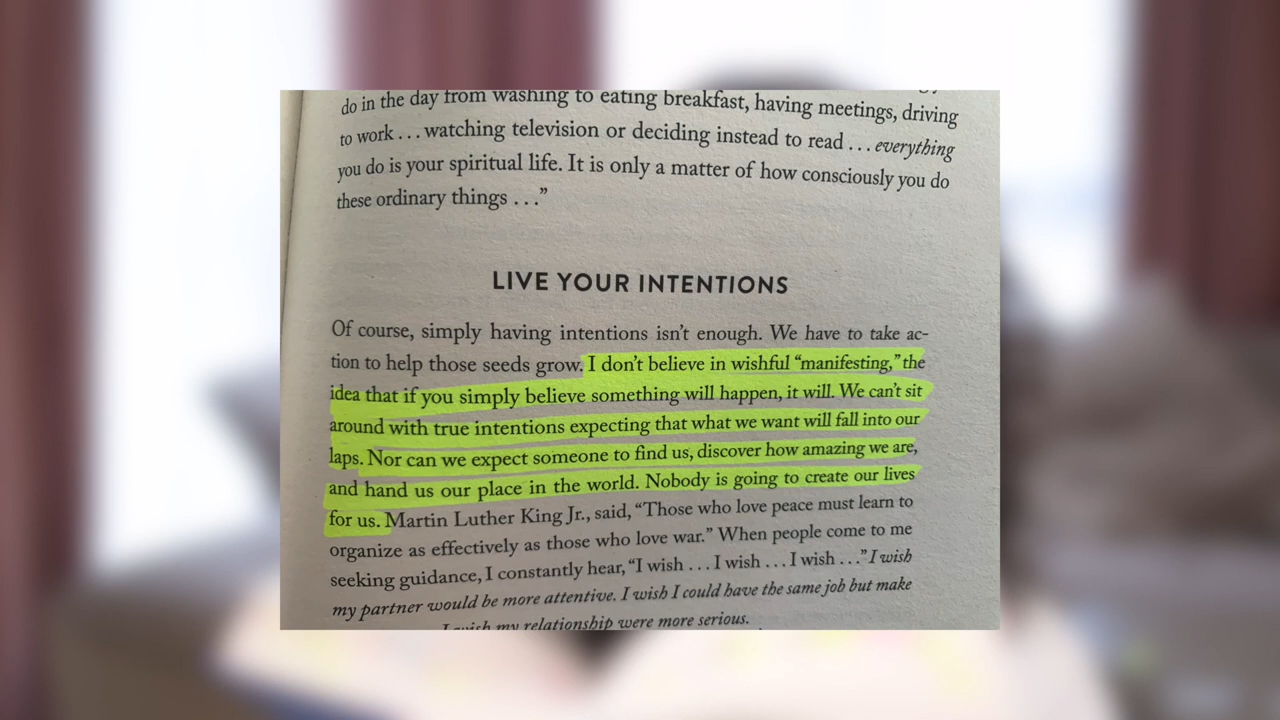 do in the day from washing to eating breakfast, having meetings, driving
to work . . . watching television or deciding instead to read . . . everything
you do is your spiritual life. It is only a matter of how consciously you do
these ordinary things . . .”
LIVE YOUR INTENTIONS
Of course, simply having intentions isn’t enough. We have to take ac-
tion to help those seeds grow. I don’t believe in wishful “manifesting,” the
idea that if you simply believe something will happen, it will. We can’t sit
around with true intentions expecting that what we want will fall into our
laps. Nor can we expect someone to find us, discover how amazing we are,
and hand us our place in the world. Nobody is going to create our lives
for us. Martin Luther King Jr., said, “Those who love peace must learn to
organize as effectively as those who love war.” When people come to me
seeking guidance, I constantly hear, “I wish . . . I wish . . . I wish . . .” I wish
my partner would be more attentive. I wish I could have the same job but make
I wish my relationship were more serious.